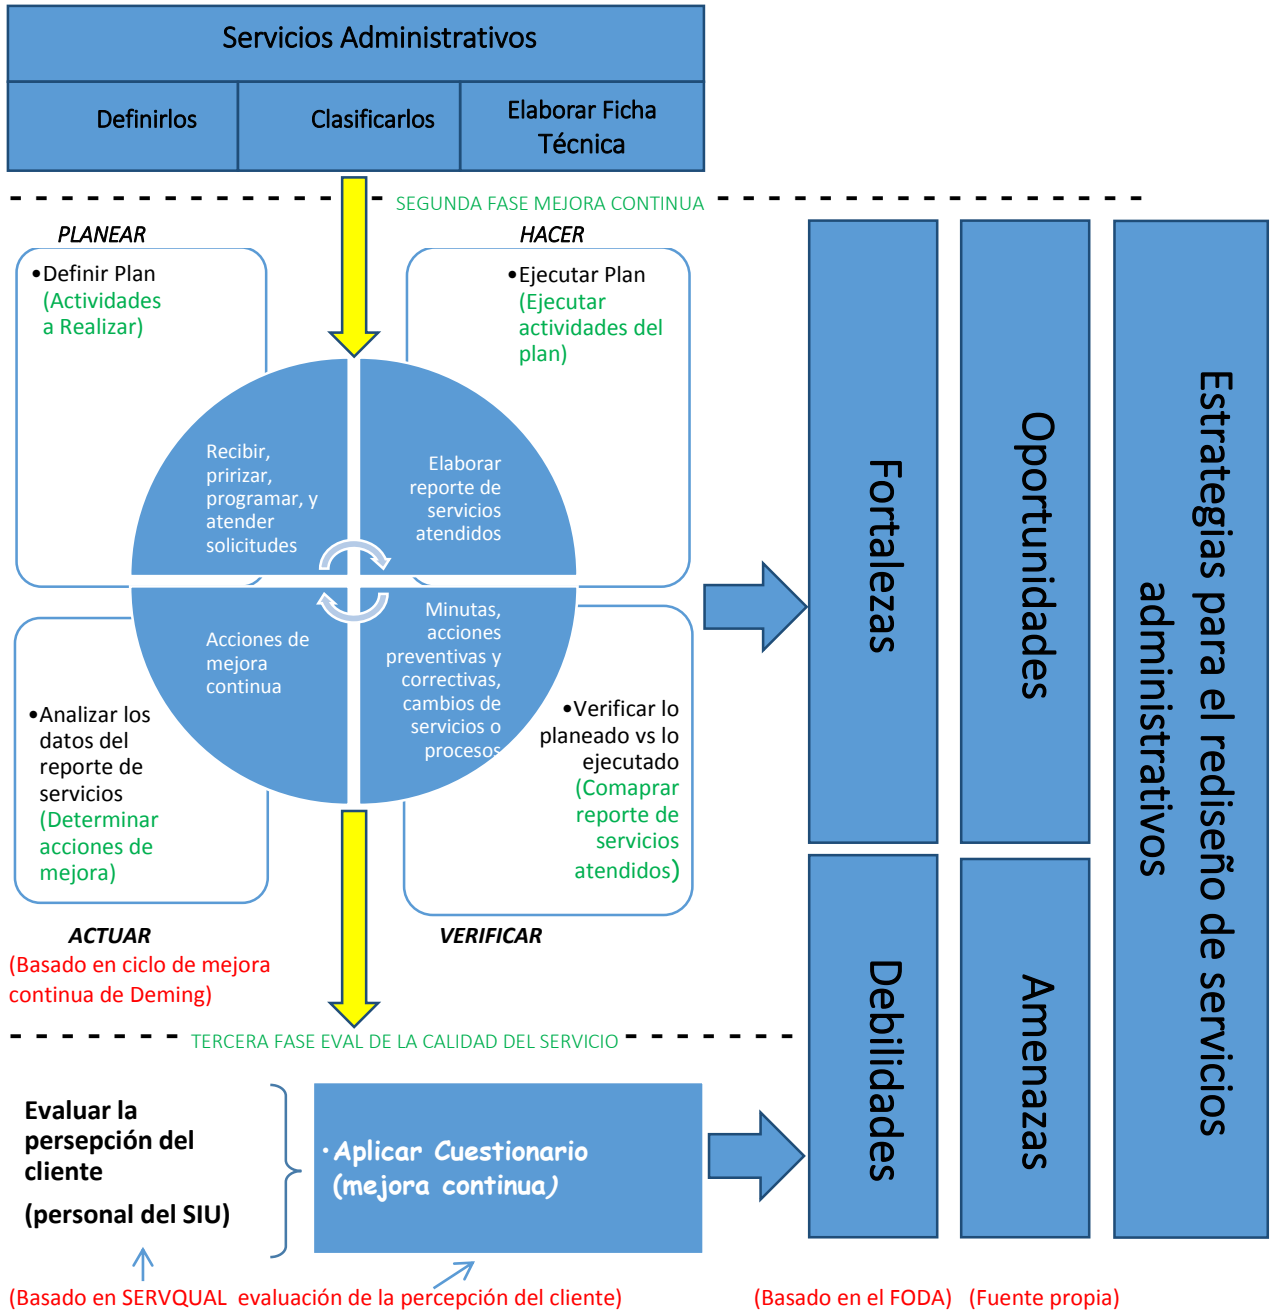 Servicios Administrativos
Definirlos
Clasificarlos
Elaborar Ficha
Técnica
SEGUNDA FASE MEJORA CONTINUA
PLANEAR
•Definir Plan
(Actividades
a Realizar)
HACER
•Ejecutar Plan
(Ejecutar
actividades del
plan)
Recibir,
pririzar,
programar, y
atender
solicitudes
Elaborar
reporte de
servicios
atendidos
Acciones de
mejora
continua
Minutas,
acciones
preventivas y
correctivas,
cambios de
servicios o
procesos
•Analizar los
datos del
reporte de
servicios
(Determinar
acciones de
mejora)
•Verificar lo
planeado vs lo
ejecutado
(Comaprar
reporte de
servicios
atendidos)
ACTUAR
VERIFICAR
(Basado en ciclo de mejora
continua de Deming)
Fortalezas
Oportunidades
Debilidades
Amenazas
Estrategias para el rediseño de servicios
administrativos
TERCERA FASE EVAL DE LA CALIDAD DEL SERVICIO
Evaluar la
persepción del
cliente
(personal del SIU)
· Aplicar Cuestionario
(mejora continua)
(Basado en SERVQUAL evaluación de la percepción del cliente)
(Basado en el FODA)
(Fuente propia)